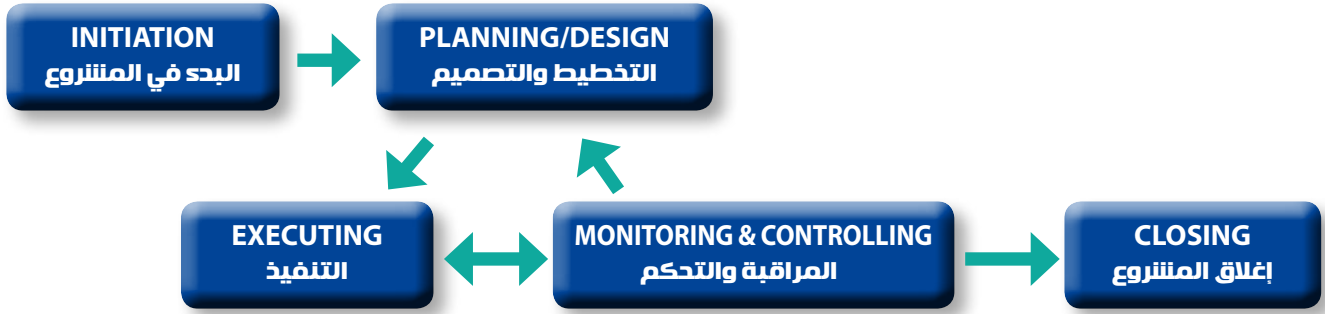 INITIATION
البدء في المشروع
PLANNING/DESIGN
التخطيط والتصميم
EXECUTING
التنفيذ
MONITORING & CONTROLLING
المراقبة والتحكم
CLOSING
إغلاق المشروع